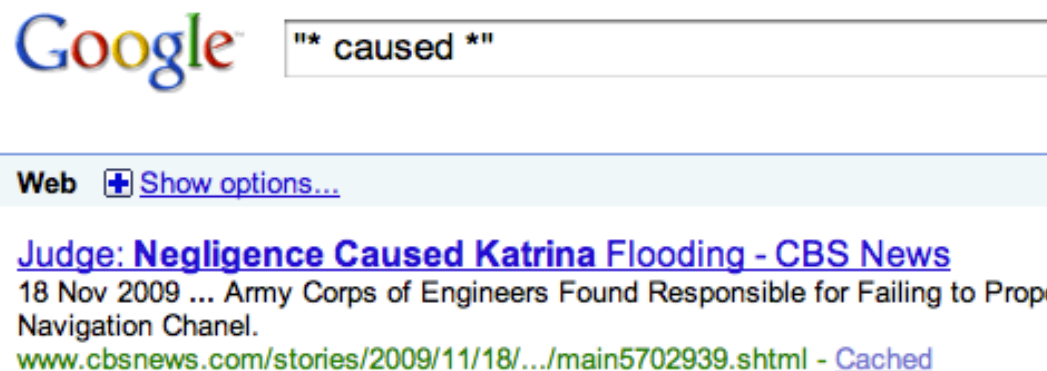 Google "* caused *"
Web Show options...
Judge: Negligence Caused Katrina Flooding - CBS News
18 Nov 2009 ... Army Corps of Engineers Found Responsible for Failing to
Navigation Chanel.
www.cbsnews.com/stories/2009/11/18/.../main5702939.shtml - Cached